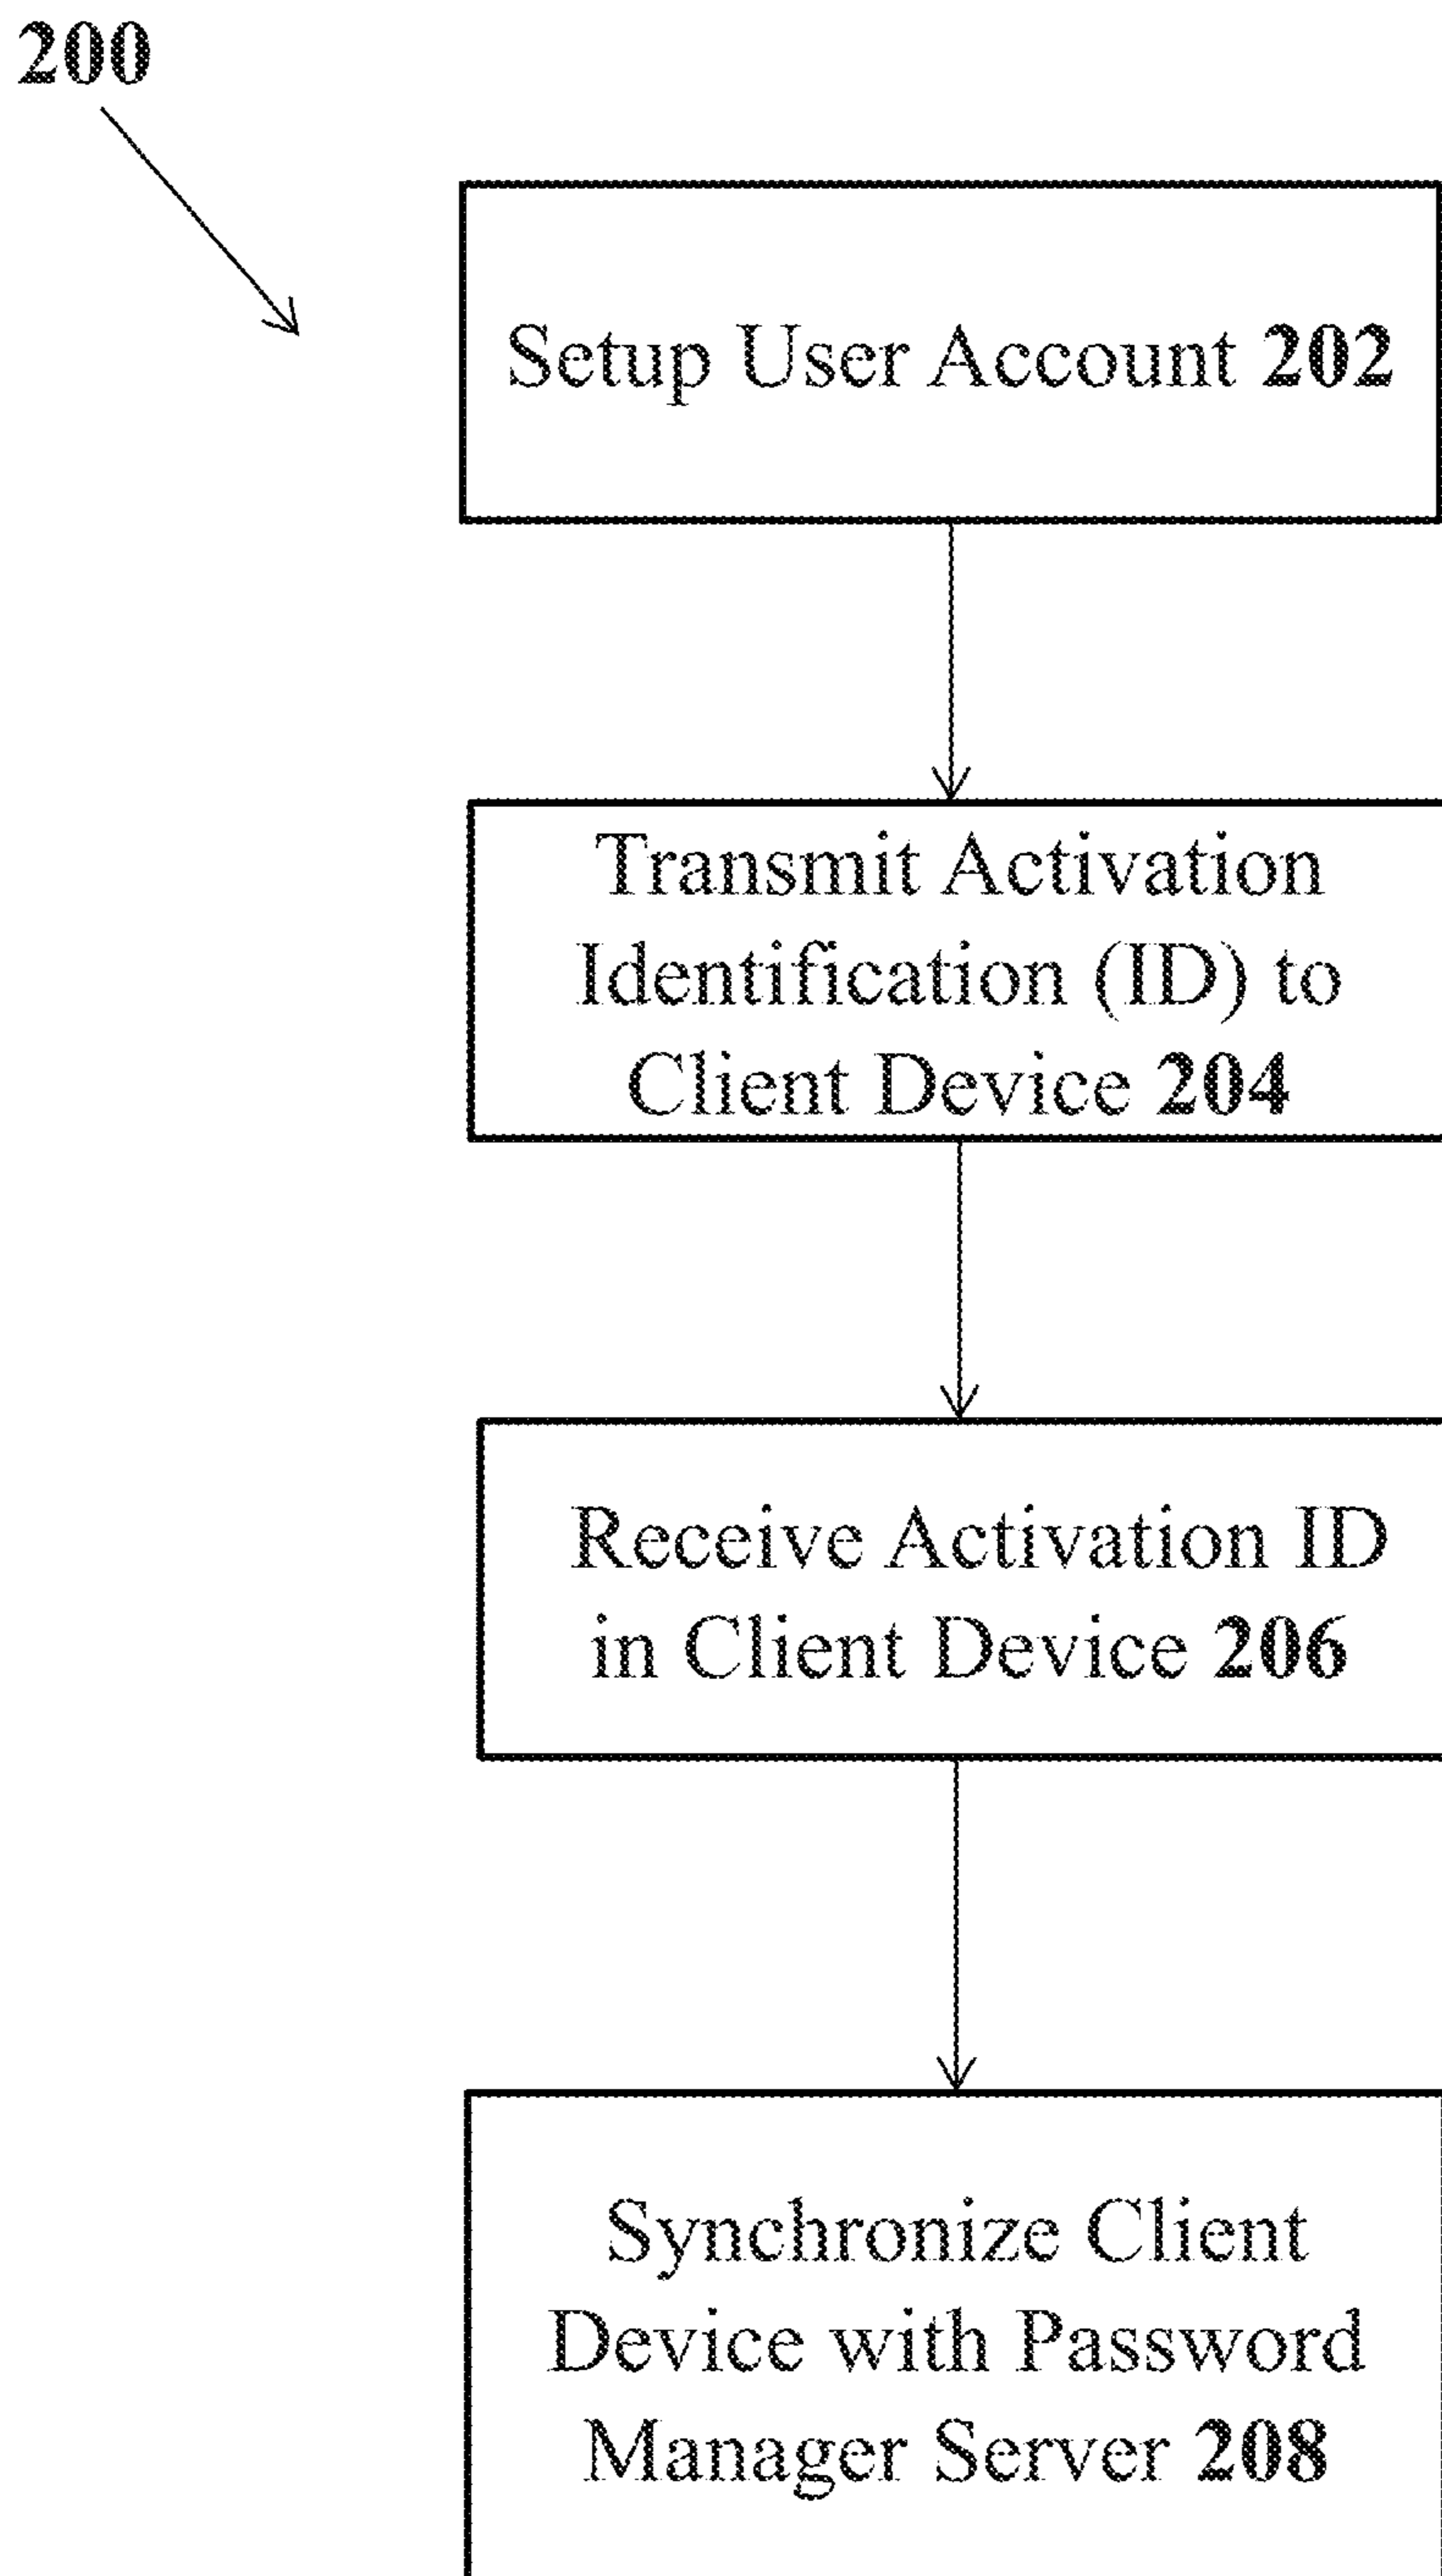 200
Setup User Account 202
Transmit Activation
Identification (ID) to
Client Device 204
Receive Activation ID
in Client Device 206
Synchronize Client
Device with Password
Manager Server 208